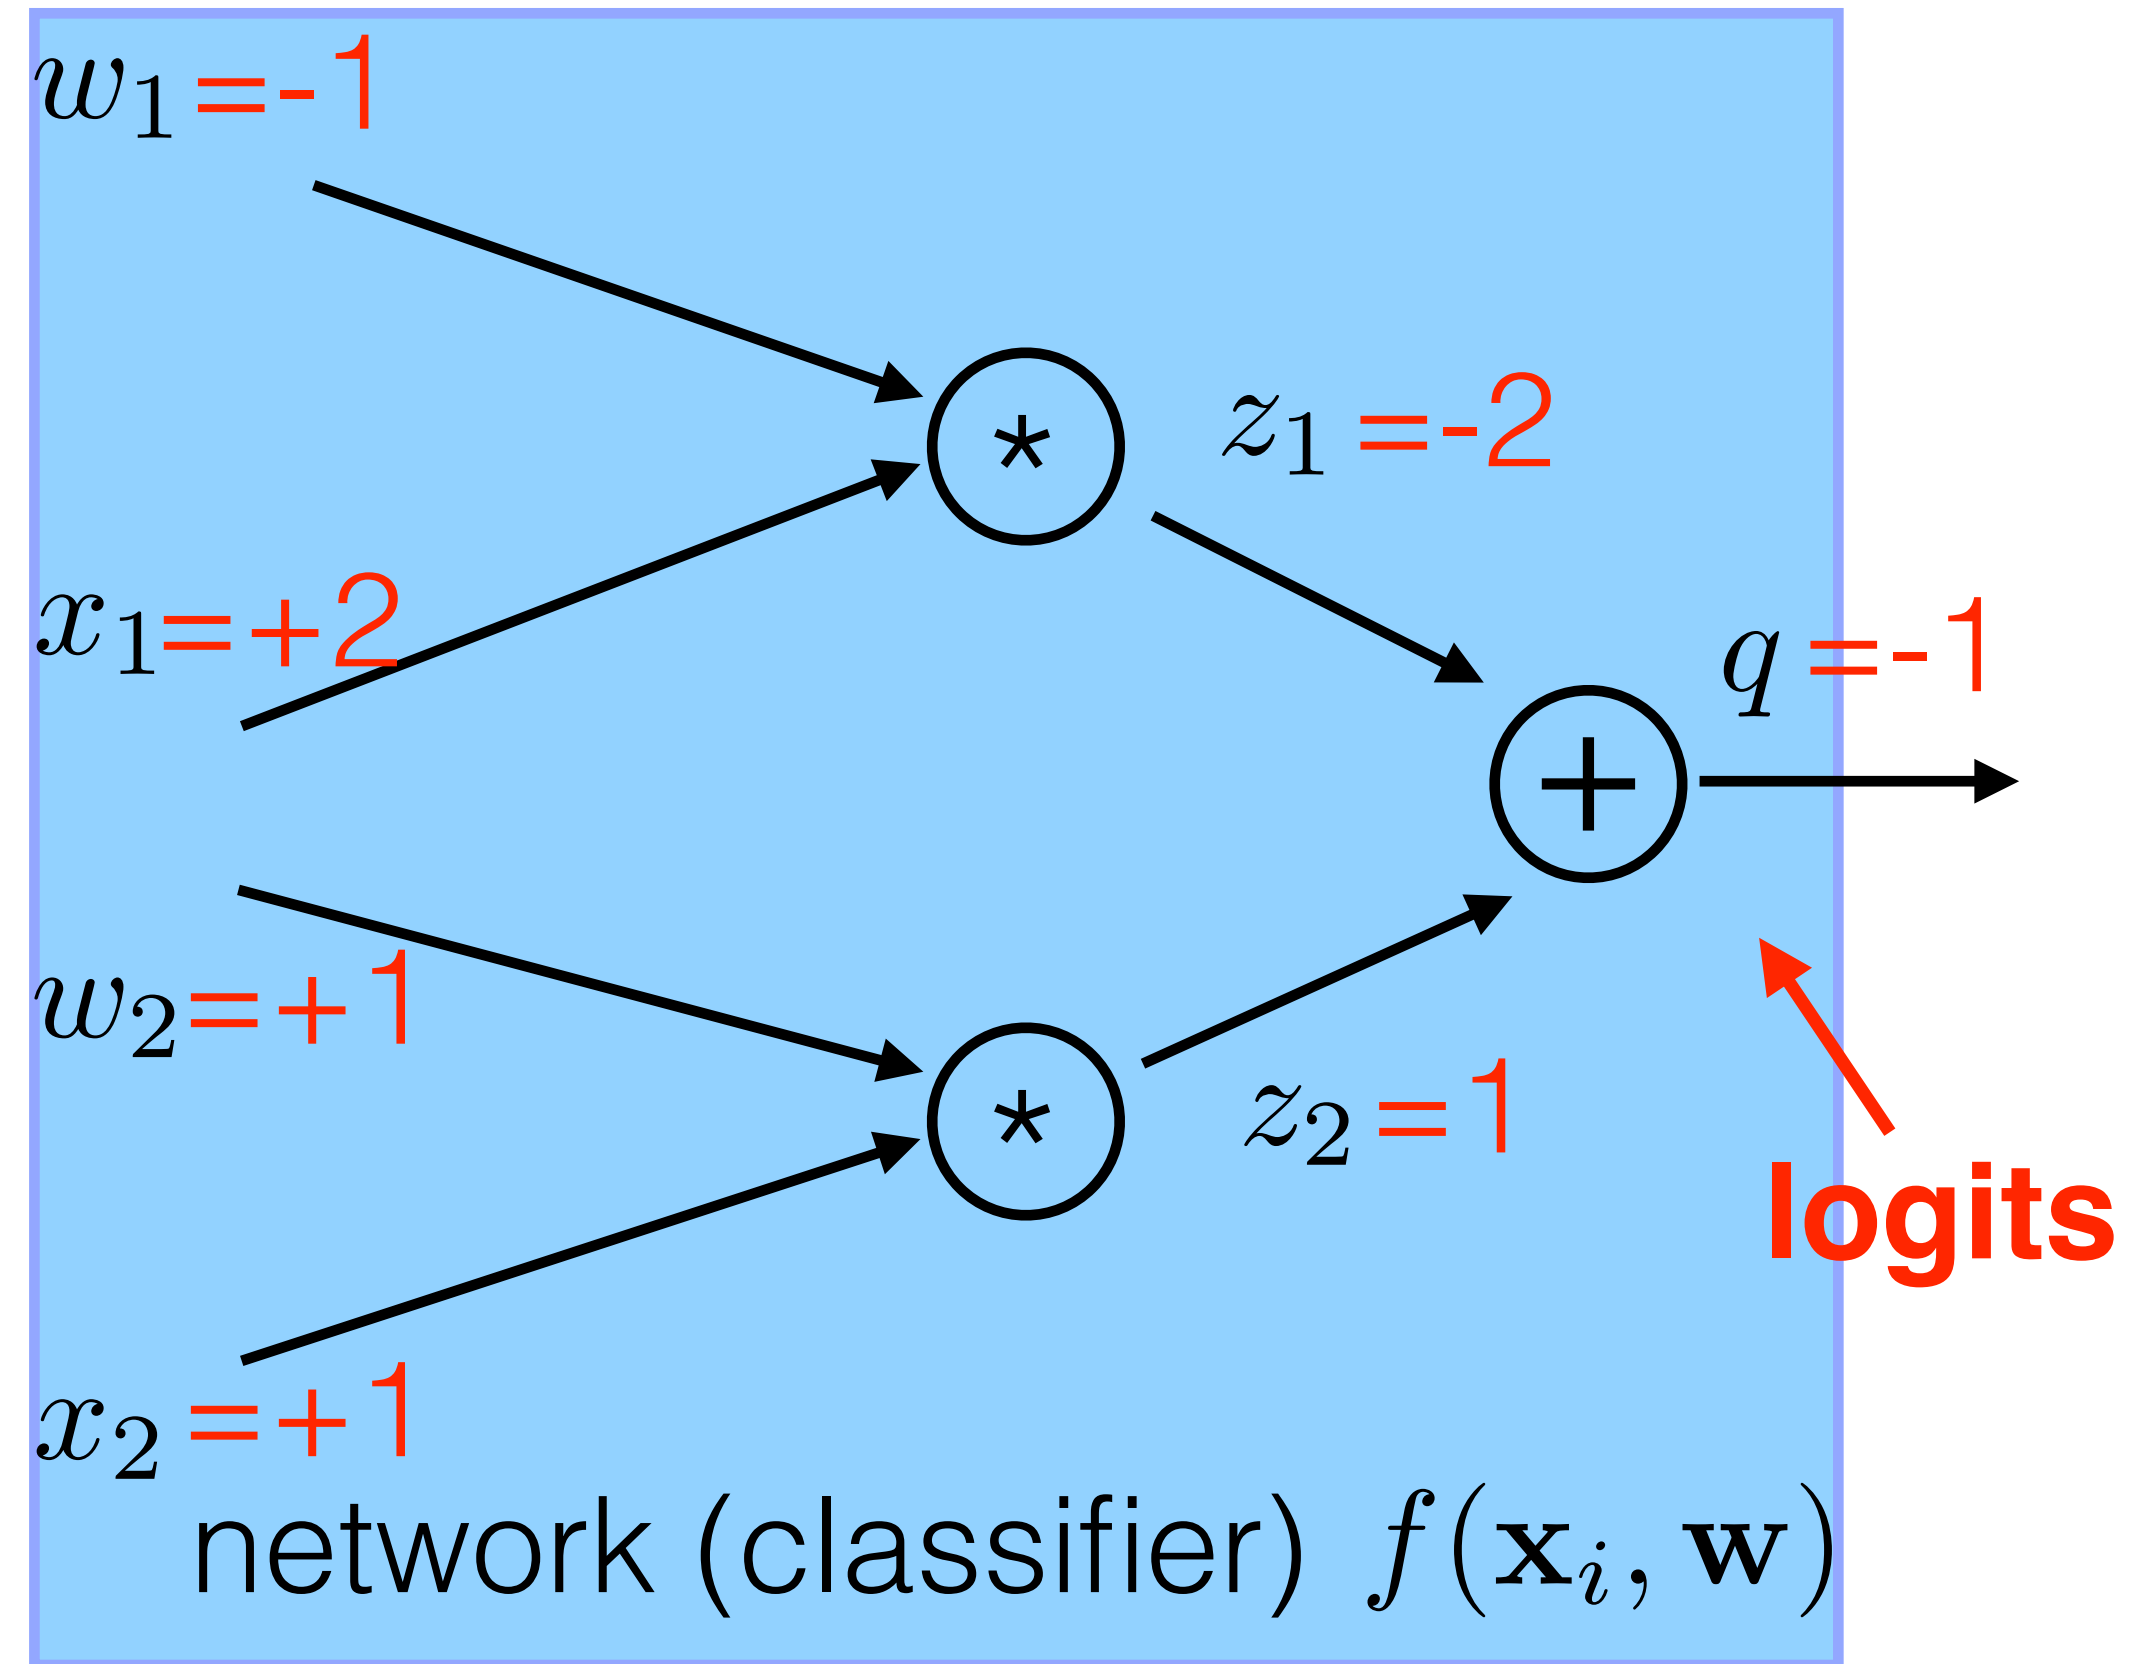 w₁ =-1
*
z₁ =-2
x₁=+2
q =-1
+
w₂=+1
*
z₂ =1
logits
x₂ =+1
network (classifier) f(xᵢ, w)